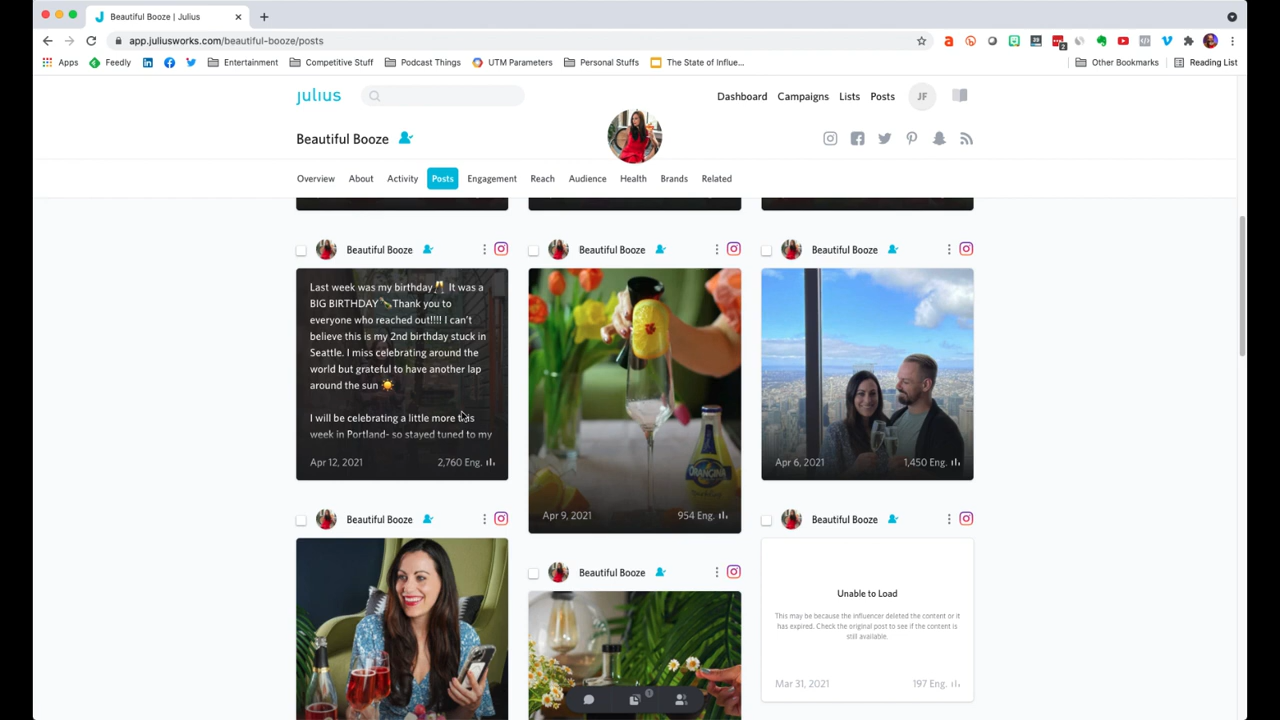 Beautiful Booze | Julius
app.juliusworks.com/beautiful-booze/posts
Apps
Feedly
Entertainment
Competitive Stuff
Podcast Things
UTM Parameters
Personal Stuffs
The State of Influe...
Other Bookmarks
Reading List
julius
Dashboard
Campaigns
Lists
Posts
JF
Beautiful Booze
Overview
About
Activity
Posts
Engagement
Reach
Audience
Health
Brands
Related
Beautiful Booze
Beautiful Booze
Beautiful Booze
Last week was my birthday🥂 It was a
BIG BIRTHDAY🍾Thank you to
everyone who reached out!!!! I can't
believe this is my 2nd birthday stuck in
Seattle. I miss celebrating around the
world but grateful to have another lap
around the sun ☀️
I will be celebrating a little more this
week in Portland- so stayed tuned to my
Apr 12, 2021
2,760 Eng.
ORANGINA
Apr 9, 2021
954 Eng.
Apr 6, 2021
1,450 Eng.
Beautiful Booze
Beautiful Booze
Beautiful Booze
Unable to Load
This may be because the influencer deleted the content or it
has expired. Check the original post to see if the content is
still available.
Mar 31, 2021
197 Eng.